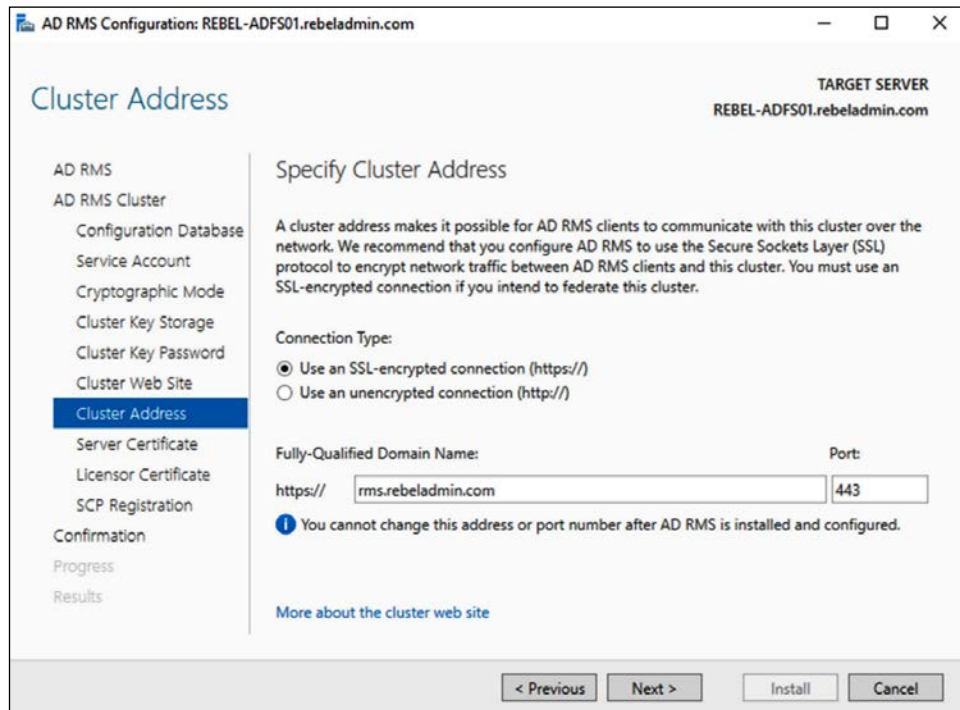 AD RMS Configuration: REBEL-ADFS01.rebeladmin.com
Cluster Address
TARGET SERVER
REBEL-ADFS01.rebeladmin.com
AD RMS
AD RMS Cluster
Configuration Database
Service Account
Cryptographic Mode
Cluster Key Storage
Cluster Key Password
Cluster Web Site
Cluster Address
Server Certificate
Licensor Certificate
SCP Registration
Confirmation
Progress
Results
Specify Cluster Address
A cluster address makes it possible for AD RMS clients to communicate with this cluster over the
network. We recommend that you configure AD RMS to use the Secure Sockets Layer (SSL)
protocol to encrypt network traffic between AD RMS clients and this cluster. You must use an
SSL-encrypted connection if you intend to federate this cluster.
Connection Type:
Use an SSL-encrypted connection (https://)
Use an unencrypted connection (http://)
Fully-Qualified Domain Name: Port:
https:// rms.rebeladmin.com 443
You cannot change this address or port number after AD RMS is installed and configured.
More about the cluster web site
< Previous Next > Install Cancel